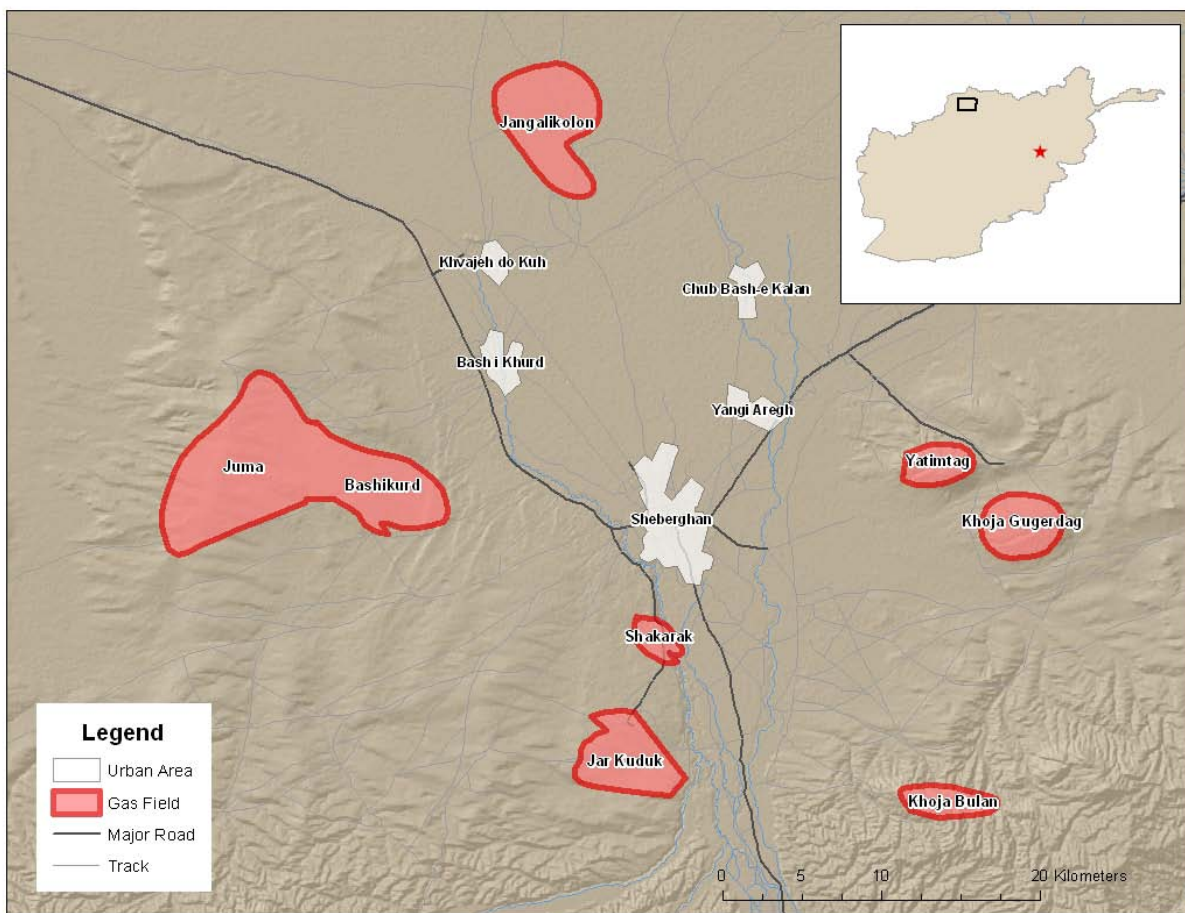 Jangalikolon
Khvajeh do Kuh
Chub Bash-e Kalan
Bash i Khurd
Yangi Aregh
Juma
Bashikurd
Yatimtag
Sheberghan
Khoja Gugerdag
Shakarak
Jar Kuduk
Khoja Bulan
Legend
Urban Area
Gas Field
Major Road
Track
0 5 10 20 Kilometers